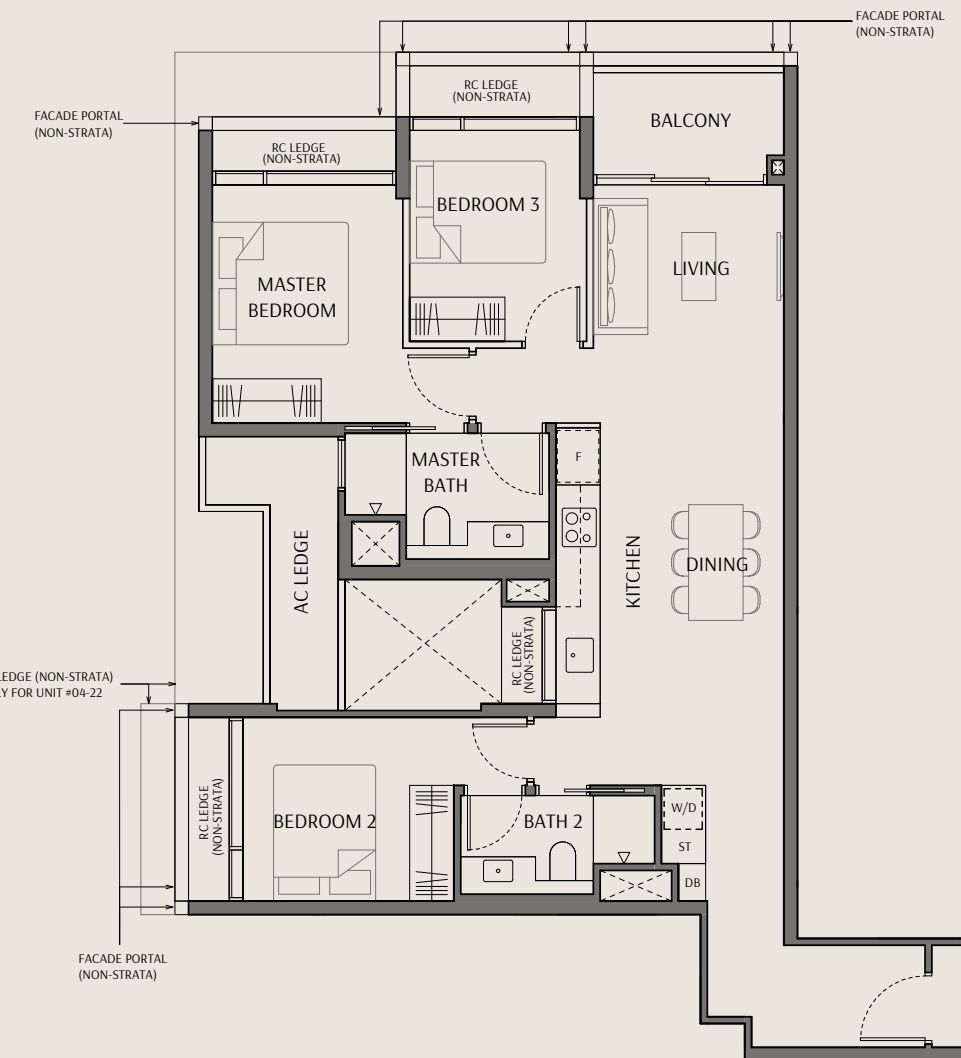 FACADE PORTAL
(NON-STRATA)
RC LEDGE
(NON-STRATA)
FACADE PORTAL
(NON-STRATA)
BALCONY
RC LEDGE
(NON-STRATA)
BEDROOM 3
LIVING
MASTER
BEDROOM
MASTER
BATH
F
AC LEDGE
KITCHEN
DINING
RC LEDGE
(NON-STRATA)
LEDGE (NON-STRATA)
Y FOR UNIT #04-22
RC LEDGE
(NON-STRATA)
BEDROOM 2
BATH 2
W/D
ST
DB
FACADE PORTAL
(NON-STRATA)